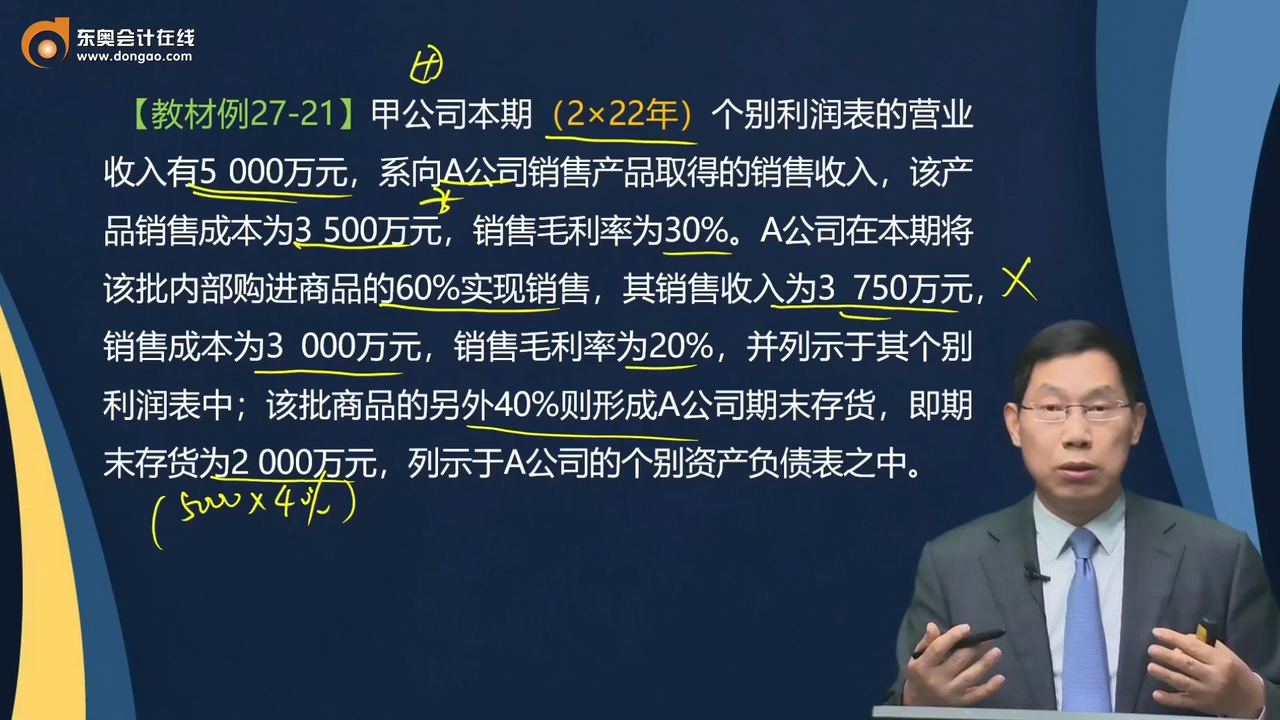 东奥会计在线
www.dongao.com
田
【教材例27-21】甲公司本期（2×22年）个别利润表的营业
收入有5 000万元，系向A公司销售产品取得的销售收入，该产
品销售成本为3 500万元，销售毛利率为30%。A公司在本期将
该批内部购进商品的60%实现销售，其销售收入为3 750万元，
销售成本为3 000万元，销售毛利率为20%，并列示于其个别
利润表中；该批商品的另外40%则形成A公司期末存货，即期
末存货为2 000万元，列示于A公司的个别资产负债表之中。
(5000×40%)